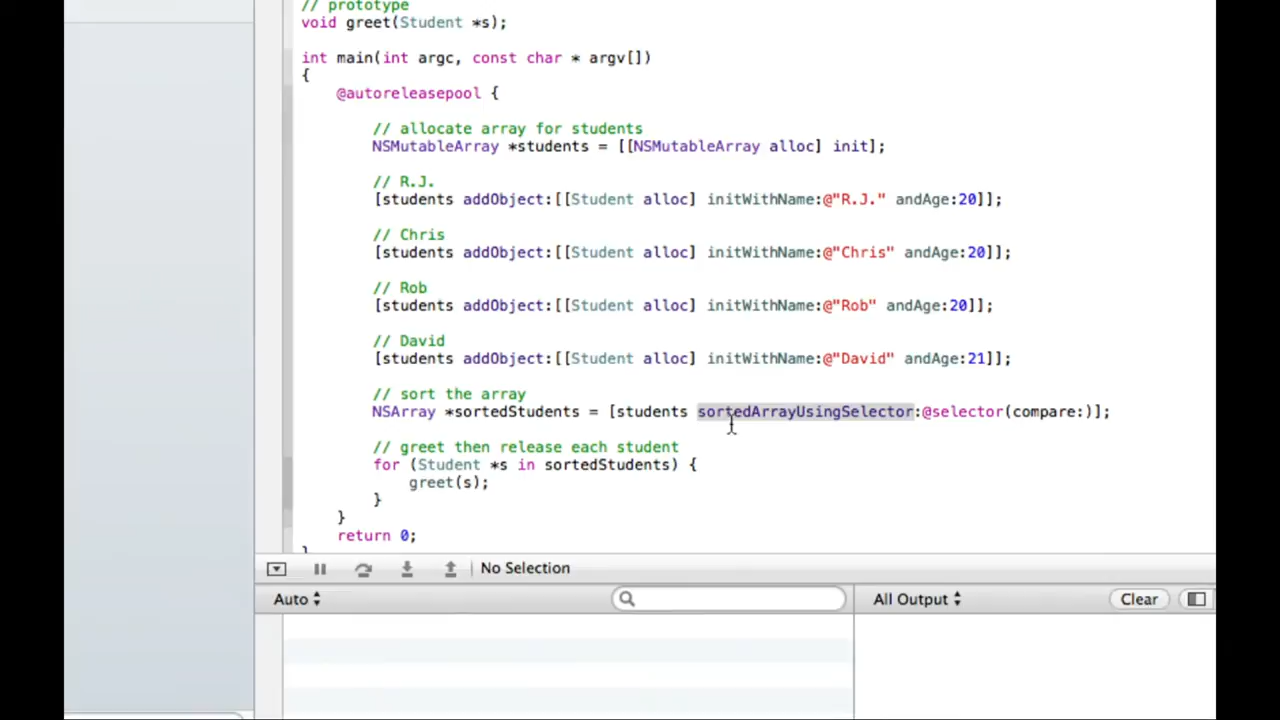 // prototype
void greet(Student *s);
int main(int argc, const char * argv[])
{
@autoreleasepool {
// allocate array for students
NSMutableArray *students = [[NSMutableArray alloc] init];
// R.J.
[students addObject:[[Student alloc] initWithName:@"R.J." andAge:20]];
// Chris
[students addObject:[[Student alloc] initWithName:@"Chris" andAge:20]];
// Rob
[students addObject:[[Student alloc] initWithName:@"Rob" andAge:20]];
// David
[students addObject:[[Student alloc] initWithName:@"David" andAge:21]];
// sort the array
NSArray *sortedStudents = [students sortedArrayUsingSelector:@selector(compare:)];
// greet then release each student
for (Student *s in sortedStudents) {
greet(s);
}
}
return 0;
}
No Selection
Auto
All Output
Clear